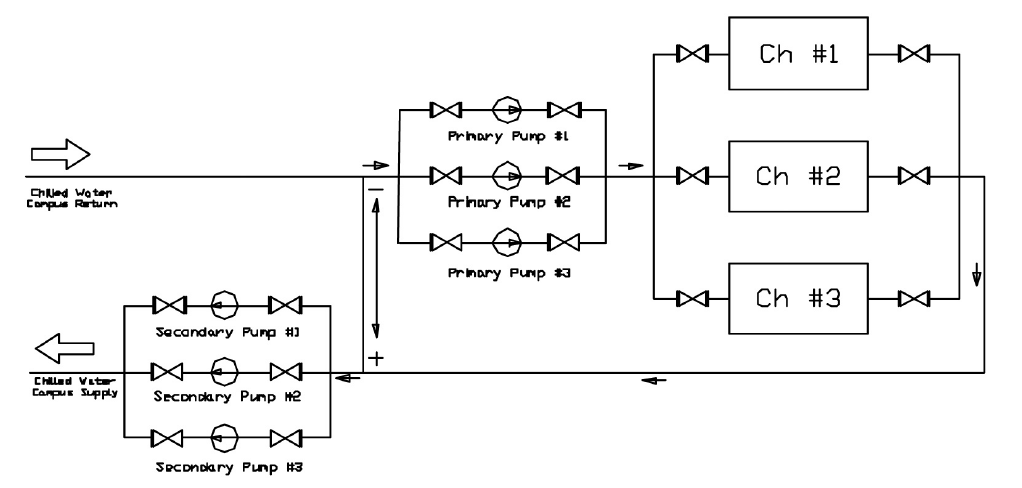 Ch #1
Primary Pump #1
Chilled Water
Campus Return
Primary Pump #2
Ch #2
Primary Pump #3
−
Ch #3
Secondary Pump #1
+
Chilled Water
Campus Supply
Secondary Pump #2
Secondary Pump #3